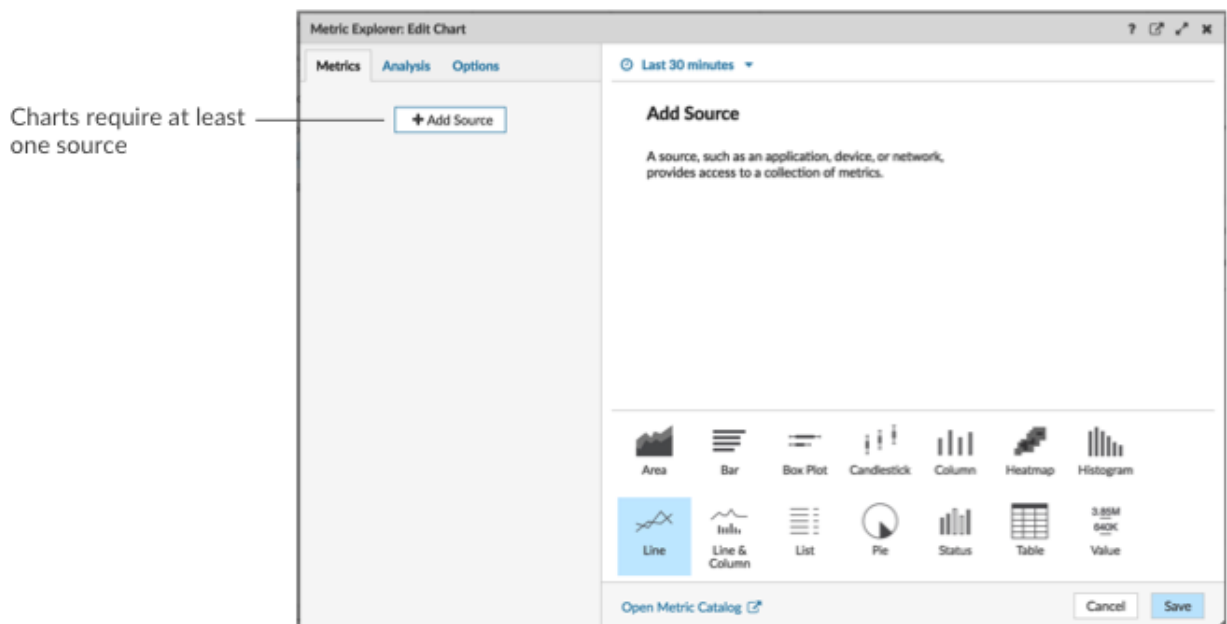 Metric Explorer: Edit Chart ?
Metrics Analysis Options
Last 30 minutes
Charts require at least
one source
+ Add Source
Add Source
A source, such as an application, device, or network,
provides access to a collection of metrics.
Area Bar Box Plot Candlestick Column Heatmap Histogram
3.85M
640K
Line Line & List Pie Status Table Value
Column
Open Metric Catalog
Cancel Save